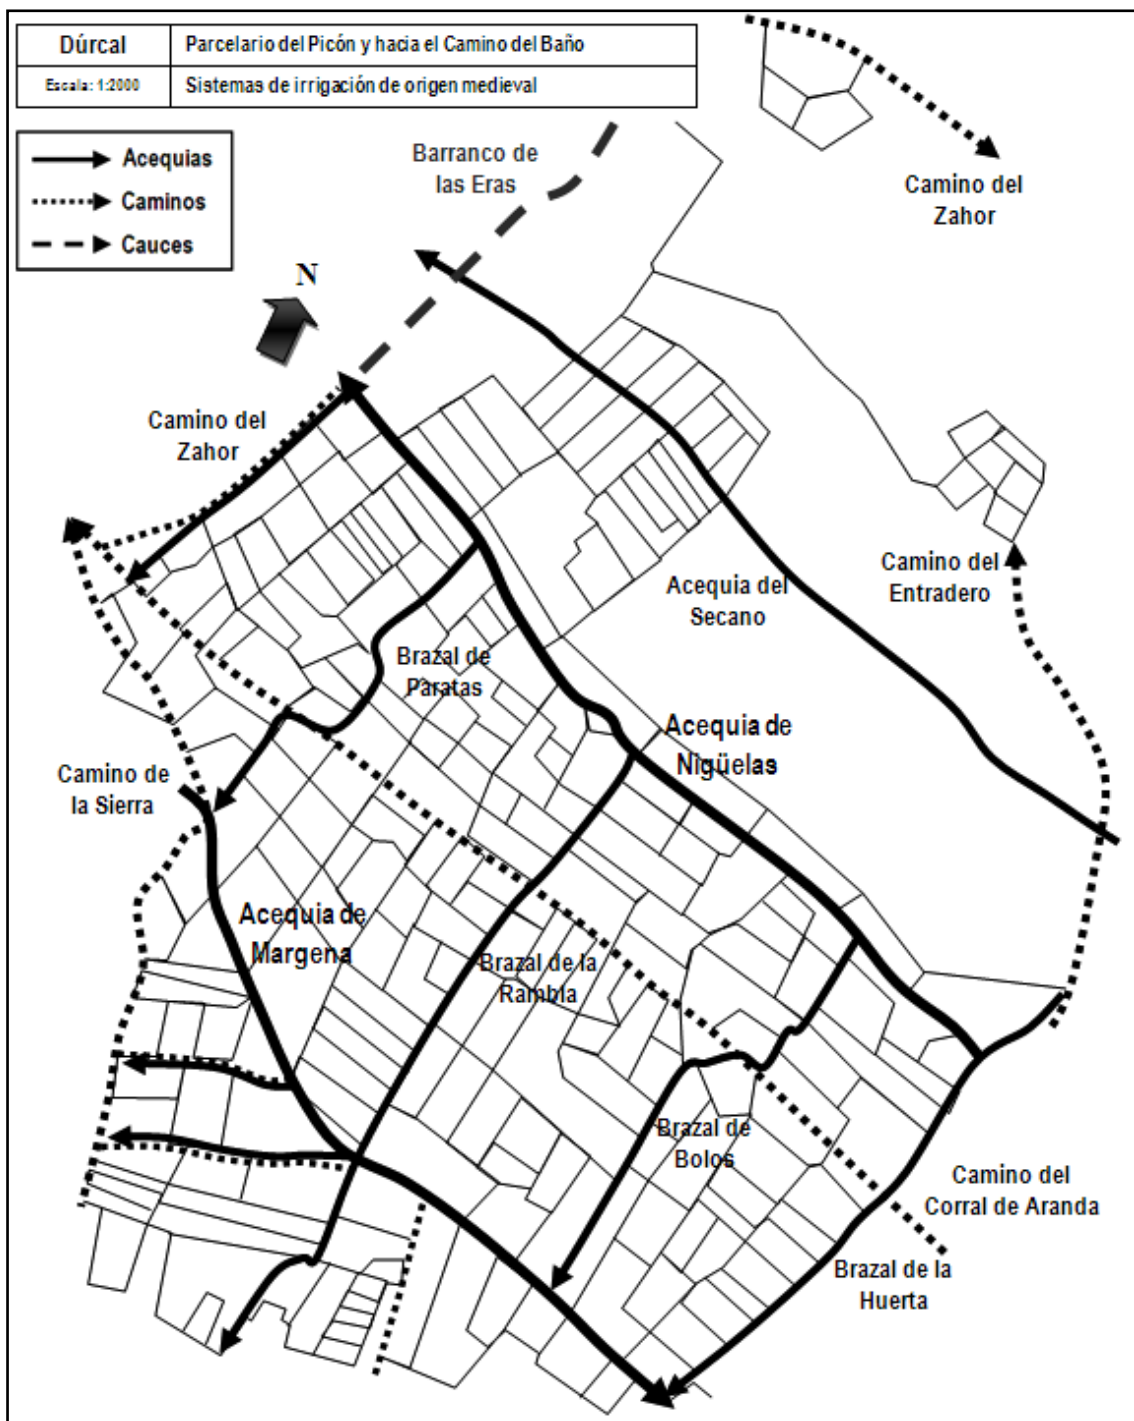 Dúrcal
Parcelario del Picón y hacia el Camino del Baño
Escala: 1:2000
Sistemas de irrigación de origen medieval
Acequias
Caminos
Cauces
Barranco de
las Eras
Camino del
Zahor
N
Camino del
Zahor
Camino del
Entradero
Acequia del
Secano
Brazal de
Paratas
Acequia de
Nigüelas
Camino de
la Sierra
Acequia de
Margena
Brazal de la
Rambla
Brazal de
Bolos
Camino del
Corral de Aranda
Brazal de la
Huerta